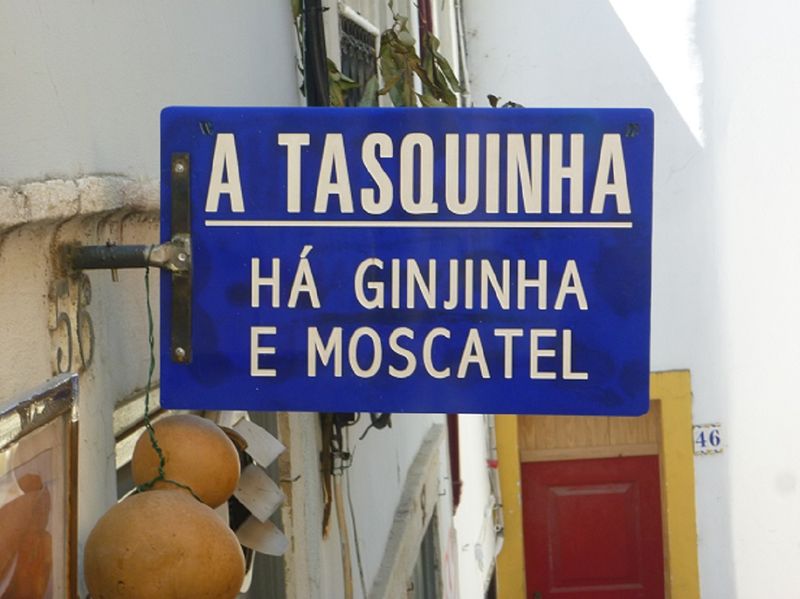 "A TASQUINHA"
HÁ GINJINHA
E MOSCATEL
46